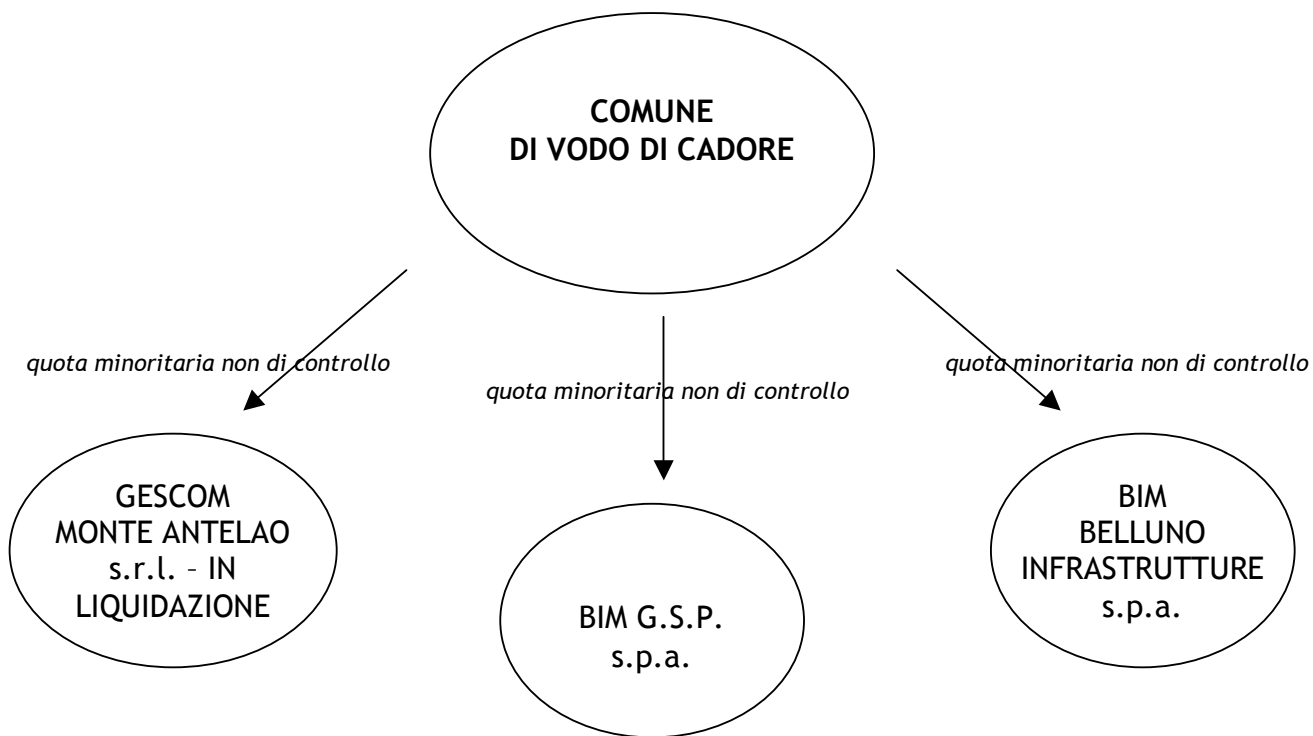 COMUNE
DI VODO DI CADORE
quota minoritaria non di controllo
quota minoritaria non di controllo
quota minoritaria non di controllo
GESCOM
MONTE ANTELAO
s.r.l. – IN
LIQUIDAZIONE
BIM G.S.P.
s.p.a.
BIM
BELLUNO
INFRASTRUTTURE
s.p.a.